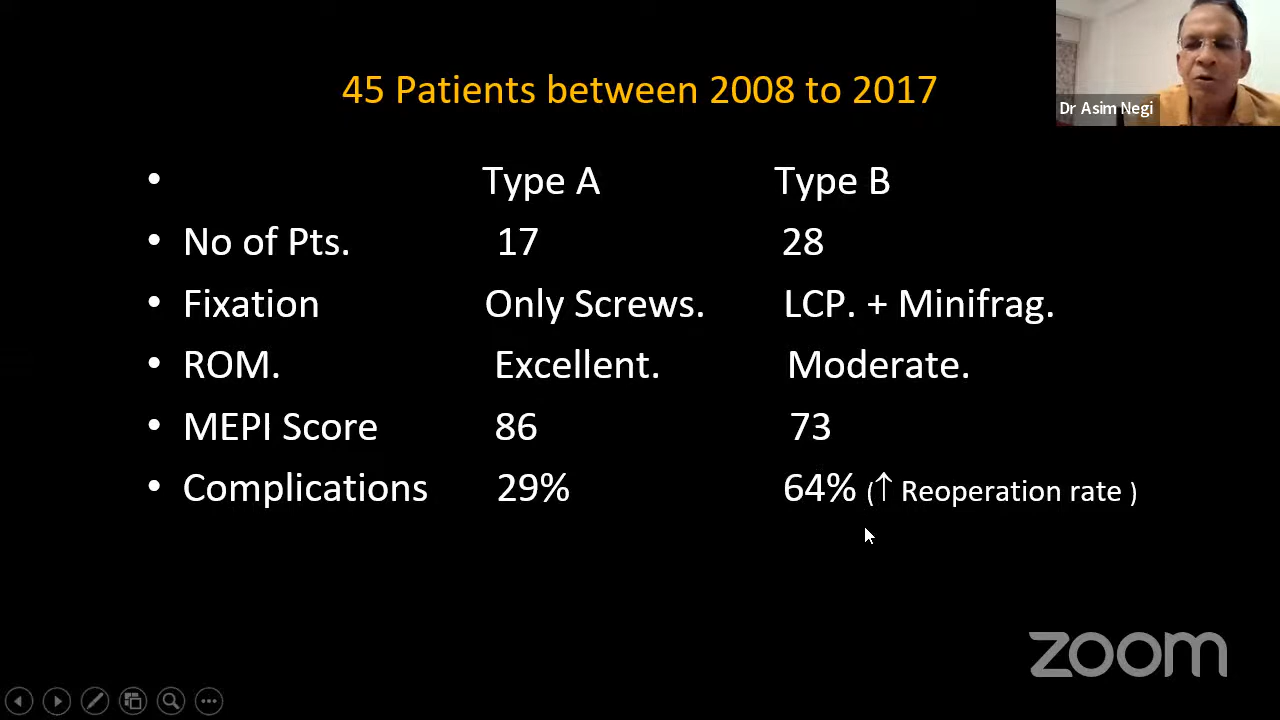 45 Patients between 2008 to 2017
Dr Asim Negi
• Type A Type B
• No of Pts. 17 28
• Fixation Only Screws. LCP. + Minifrag.
• ROM. Excellent. Moderate.
• MEPI Score 86 73
• Complications 29% 64% (↑ Reoperation rate )
zoom